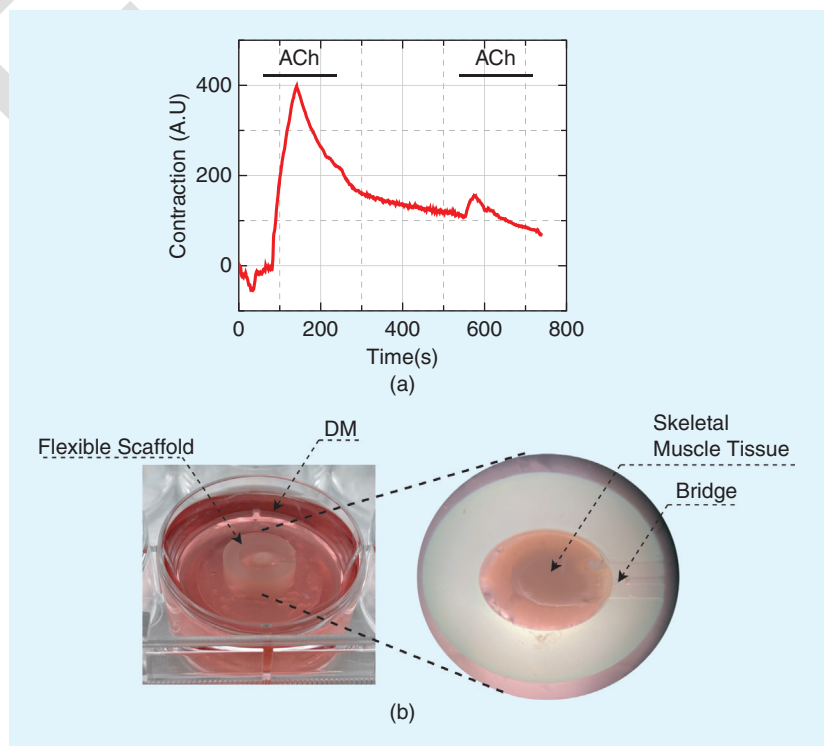 ACh ACh
400
200
0
Contraction (A.U)
0 200 400 600 800
Time(s)
(a)
Skeletal
Muscle Tissue
DM
Flexible Scaffold
Bridge
(b)